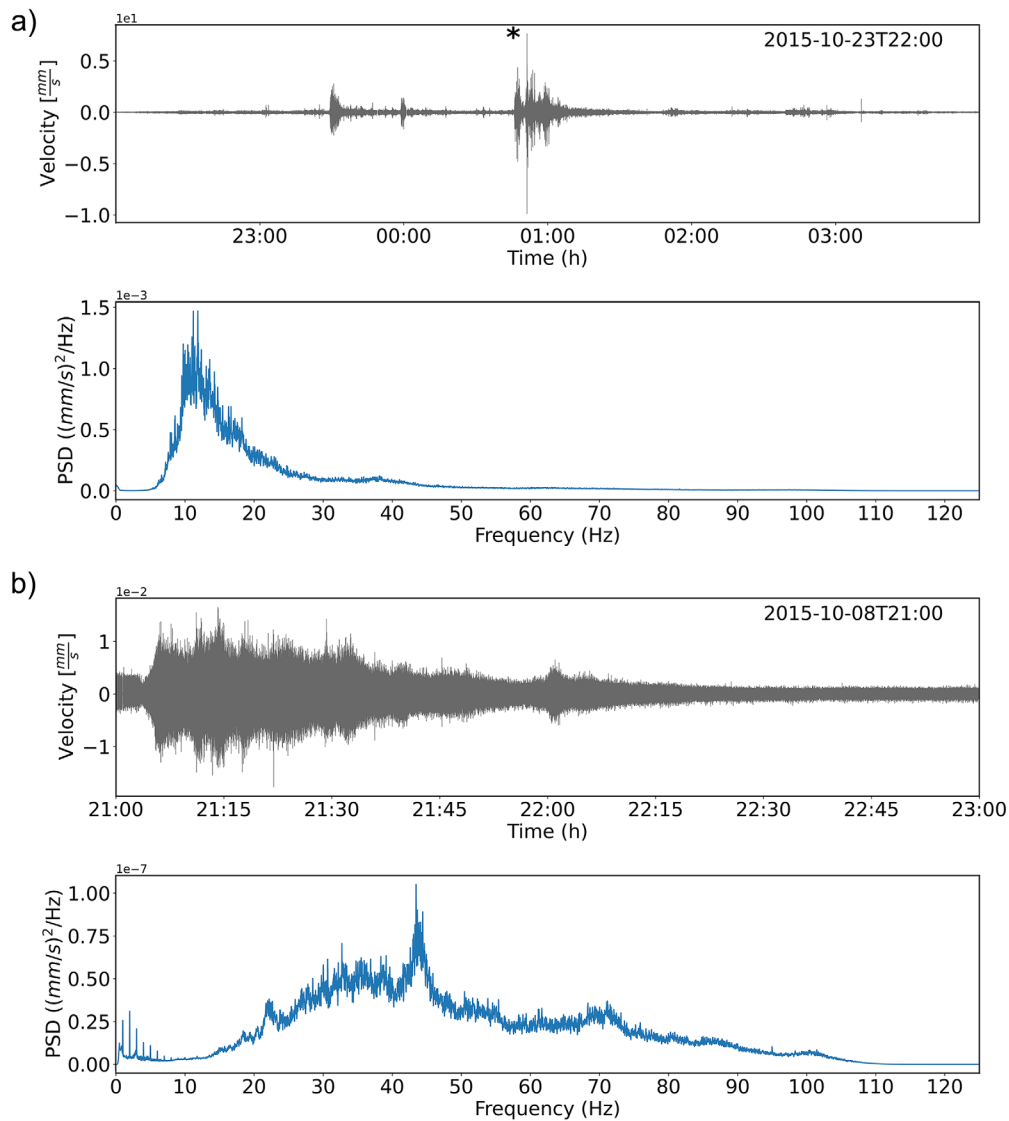 a)
1e1
*
2015-10-23T22:00
Velocity [mm/s]
0.5
0.0
−0.5
−1.0
23:00 00:00 01:00 02:00 03:00
Time (h)
1e−3
PSD ((mm/s)²/Hz)
1.5
1.0
0.5
0.0
0 10 20 30 40 50 60 70 80 90 100 110 120
Frequency (Hz)
b)
1e−2
2015-10-08T21:00
Velocity [mm/s]
1
0
−1
21:00 21:15 21:30 21:45 22:00 22:15 22:30 22:45 23:00
Time (h)
1e−7
PSD ((mm/s)²/Hz)
1.00
0.75
0.50
0.25
0.00
0 10 20 30 40 50 60 70 80 90 100 110 120
Frequency (Hz)